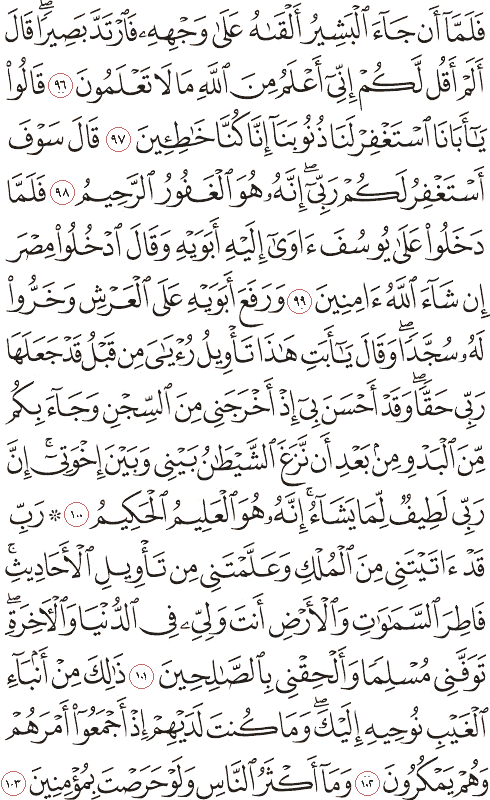 فَلَمَّآ أَن جَآءَ ٱلْبَشِيرُ أَلْقَىٰهُ عَلَىٰ وَجْهِهِۦ فَٱرْتَدَّ بَصِيرًۭا ۖ قَالَ
أَلَمْ أَقُل لَّكُمْ إِنِّىٓ أَعْلَمُ مِنَ ٱللَّهِ مَا لَا تَعْلَمُونَ ٩٦ قَالُوا۟
يَـٰٓأَبَانَا ٱسْتَغْفِرْ لَنَا ذُنُوبَنَآ إِنَّا كُنَّا خَـٰطِـِٔينَ ٩٧ قَالَ سَوْفَ
أَسْتَغْفِرُ لَكُمْ رَبِّىٓ ۖ إِنَّهُۥ هُوَ ٱلْغَفُورُ ٱلرَّحِيمُ ٩٨ فَلَمَّا
دَخَلُوا۟ عَلَىٰ يُوسُفَ ءَاوَىٰٓ إِلَيْهِ أَبَوَيْهِ وَقَالَ ٱدْخُلُوا۟ مِصْرَ
إِن شَآءَ ٱللَّهُ ءَامِنِينَ ٩٩ وَرَفَعَ أَبَوَيْهِ عَلَى ٱلْعَرْشِ وَخَرُّوا۟
لَهُۥ سُجَّدًۭا ۖ وَقَالَ يَـٰٓأَبَتِ هَـٰذَا تَأْوِيلُ رُءْيَـٰىَ مِن قَبْلُ قَدْ جَعَلَهَا
رَبِّى حَقًّۭا ۖ وَقَدْ أَحْسَنَ بِىٓ إِذْ أَخْرَجَنِى مِنَ ٱلسِّجْنِ وَجَآءَ بِكُم
مِّنَ ٱلْبَدْوِ مِنۢ بَعْدِ أَن نَّزَغَ ٱلشَّيْطَـٰنُ بَيْنِى وَبَيْنَ إِخْوَتِىٓ ۚ إِنَّ
رَبِّى لَطِيفٌۭ لِّمَا يَشَآءُ ۚ إِنَّهُۥ هُوَ ٱلْعَلِيمُ ٱلْحَكِيمُ ١٠٠ ۞ رَبِّ
قَدْ ءَاتَيْتَنِى مِنَ ٱلْمُلْكِ وَعَلَّمْتَنِى مِن تَأْوِيلِ ٱلْأَحَادِيثِ ۚ
فَاطِرَ ٱلسَّمَـٰوَٰتِ وَٱلْأَرْضِ أَنتَ وَلِىِّۦ فِى ٱلدُّنْيَا وَٱلْـَٔاخِرَةِ ۖ
تَوَفَّنِى مُسْلِمًۭا وَأَلْحِقْنِى بِٱلصَّـٰلِحِينَ ١٠١ ذَٰلِكَ مِنْ أَنۢبَآءِ
ٱلْغَيْبِ نُوحِيهِ إِلَيْكَ ۖ وَمَا كُنتَ لَدَيْهِمْ إِذْ أَجْمَعُوٓا۟ أَمْرَهُمْ
وَهُمْ يَمْكُرُونَ ١٠٢ وَمَآ أَكْثَرُ ٱلنَّاسِ وَلَوْ حَرَصْتَ بِمُؤْمِنِينَ ١٠٣